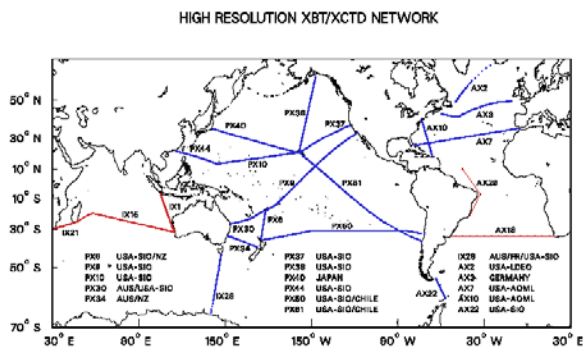 HIGH RESOLUTION XBT/XCTD NETWORK
50° N
30° N
10° N
10° S
30° S
50° S
70° S
30° E
90° E
150° E
150° W
90° W
30° W
30° E
AX2
AX3
PX38
PX40
PX37
AX10
AX7
PX44
PX10
PX9
PX81
AX29
IX1
IX15
IX21
PX30
PX6
PX50
AX18
PX34
IX28
AX22
PX6 USA-SIO/NZ
USA-SIO
PX10 USA-SIO
PX30 AUS/USA-SIO
PX34 AUS/NZ
PX37 USA-SIO
PX38 USA-SIO
PX40 JAPAN
PX44 USA-SIO
PX50 USA-SIO/CHILE
PX81 USA-SIO/CHILE
IX28 AUS/FR/USA-SIO
AX2 USA-LDEO
AX3 GERMANY
AX7 USA-AOML
AX10 USA-AOML
AX22 USA-SIO